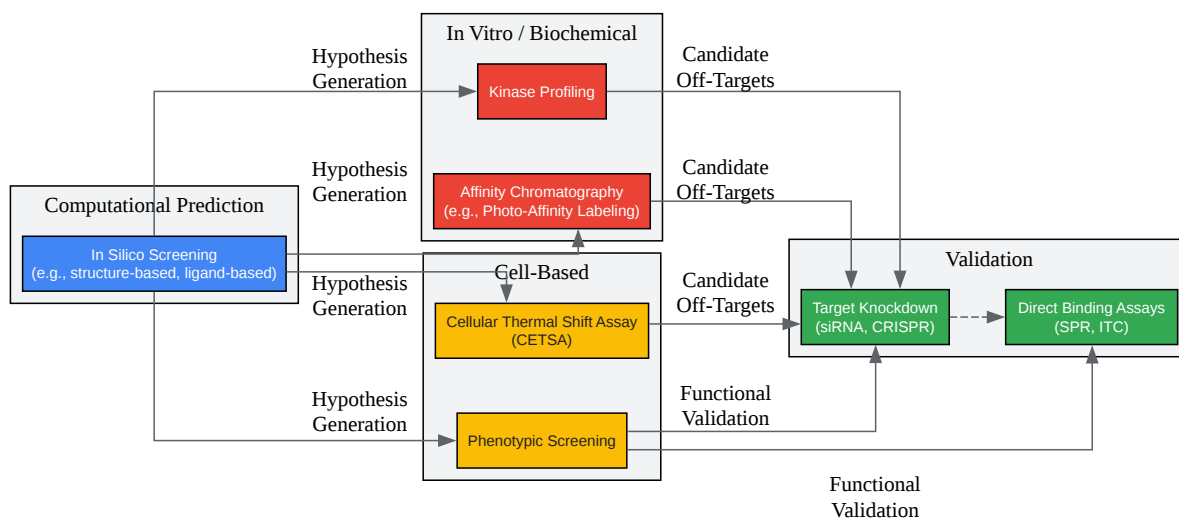 In Vitro / Biochemical
Hypothesis
Generation
Kinase Profiling
Candidate
Off-Targets
Hypothesis
Generation
Affinity Chromatography
(e.g., Photo-Affinity Labeling)
Candidate
Off-Targets
Computational Prediction
In Silico Screening
(e.g., structure-based, ligand-based)
Hypothesis
Generation
Cell-Based
Cellular Thermal Shift Assay
(CETSA)
Candidate
Off-Targets
Validation
Target Knockdown
(siRNA, CRISPR)
Direct Binding Assays
(SPR, ITC)
Hypothesis
Generation
Phenotypic Screening
Functional
Validation
Functional
Validation